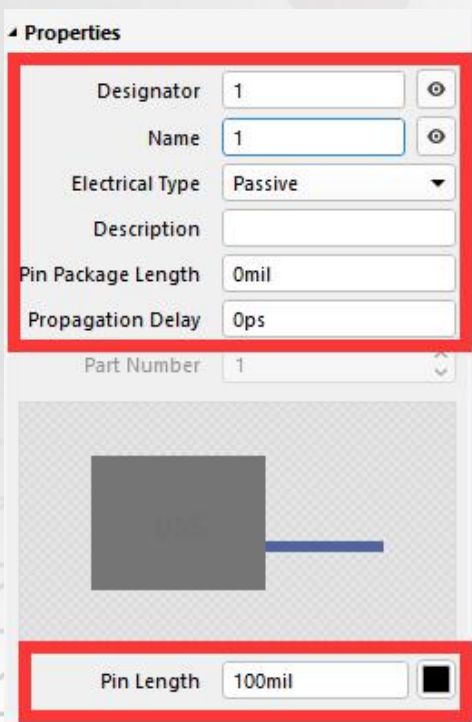 Properties
Designator 1
Name 1
Electrical Type Passive
Description
Pin Package Length 0mil
Propagation Delay 0ps
Part Number 1
Pin Length 100mil